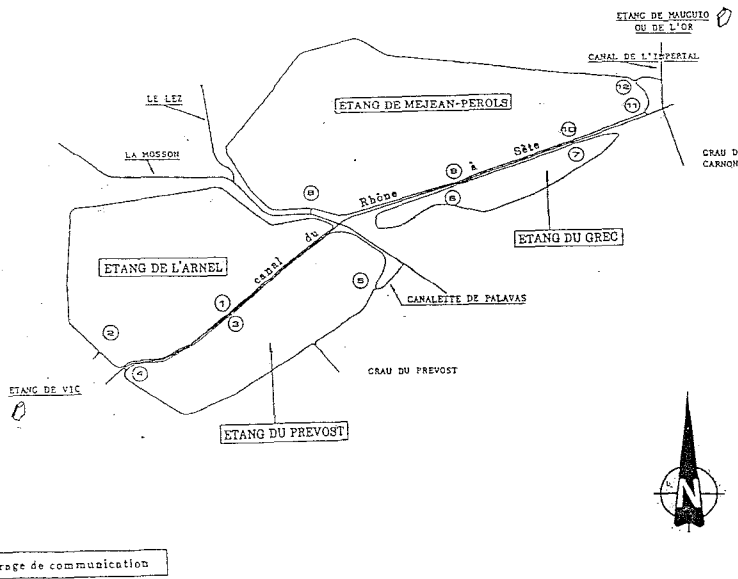 ETANG DE MAUGUIO
OU DE L'OR
CANAL DE L'IMPERIAL
LE LEZ
ETANG DE MEJEAN-PEROLS
12
11
LA MOSSON
10
7
Rhône à Sète
9
GRAU D
CARNON
8
6
ETANG DU GREC
canal du
ETANG DE L'ARNEL
5
CANALETTE DE PALAVAS
1
3
2
4
GRAU DU PREVOST
ETANG DE VIC
ETANG DU PREVOST
N
rage de communication